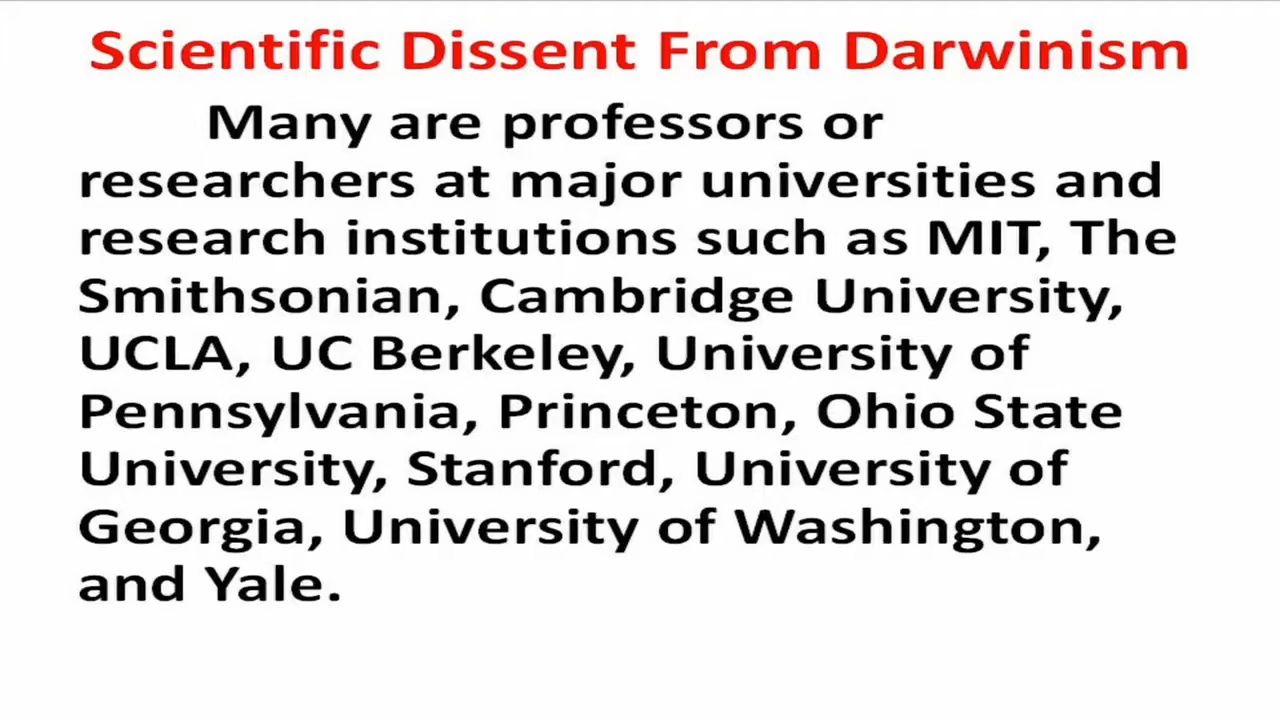 Scientific Dissent From Darwinism
Many are professors or
researchers at major universities and
research institutions such as MIT, The
Smithsonian, Cambridge University,
UCLA, UC Berkeley, University of
Pennsylvania, Princeton, Ohio State
University, Stanford, University of
Georgia, University of Washington,
and Yale.